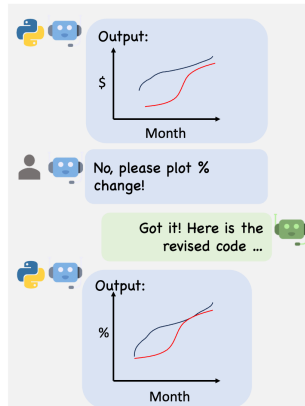 Output:
$
Month
No, please plot %
change!
Got it! Here is the
revised code ...
Output:
%
Month